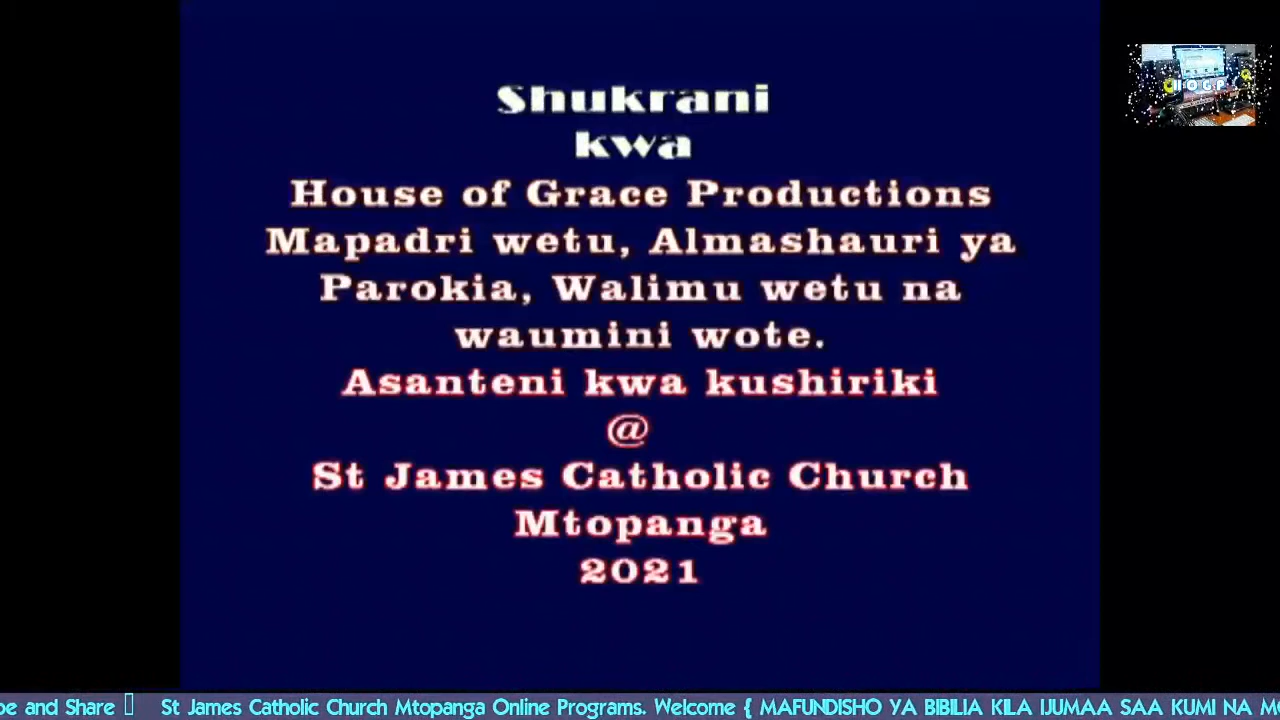 Shukrani
kwa
House of Grace Productions
Mapadri wetu, Almashauri ya
Parokia, Walimu wetu na
waumini wote.
Asanteni kwa kushiriki
@
St James Catholic Church
Mtopanga
2021
and Share St James Catholic Church Mtopanga Online Programs. Welcome { MAFUNDISHO YA BIBILIA KILA IJUMAA SAA KUMI NA